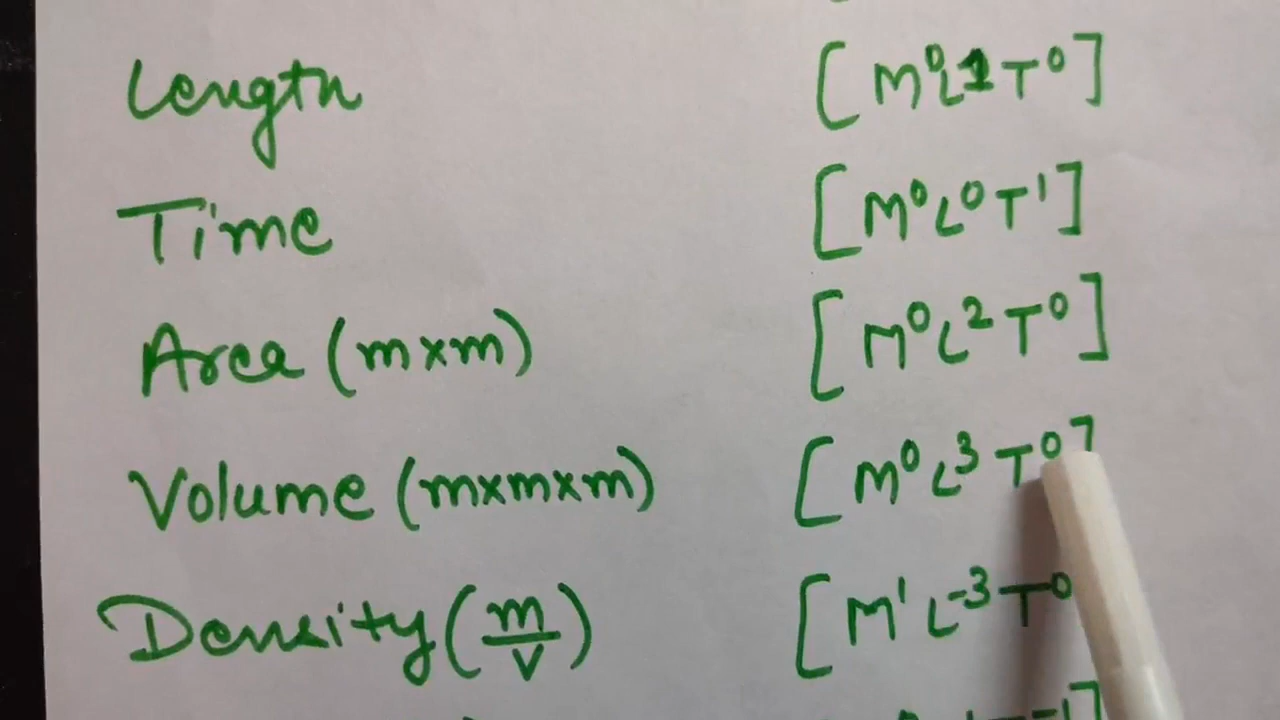 Length [M⁰L1T⁰]
Time [M⁰L⁰T¹]
Area (m×m) [M⁰L²T⁰]
Volume (m×m×m) [M⁰L³T⁰]
Density (m/V) [M¹L⁻³T⁰